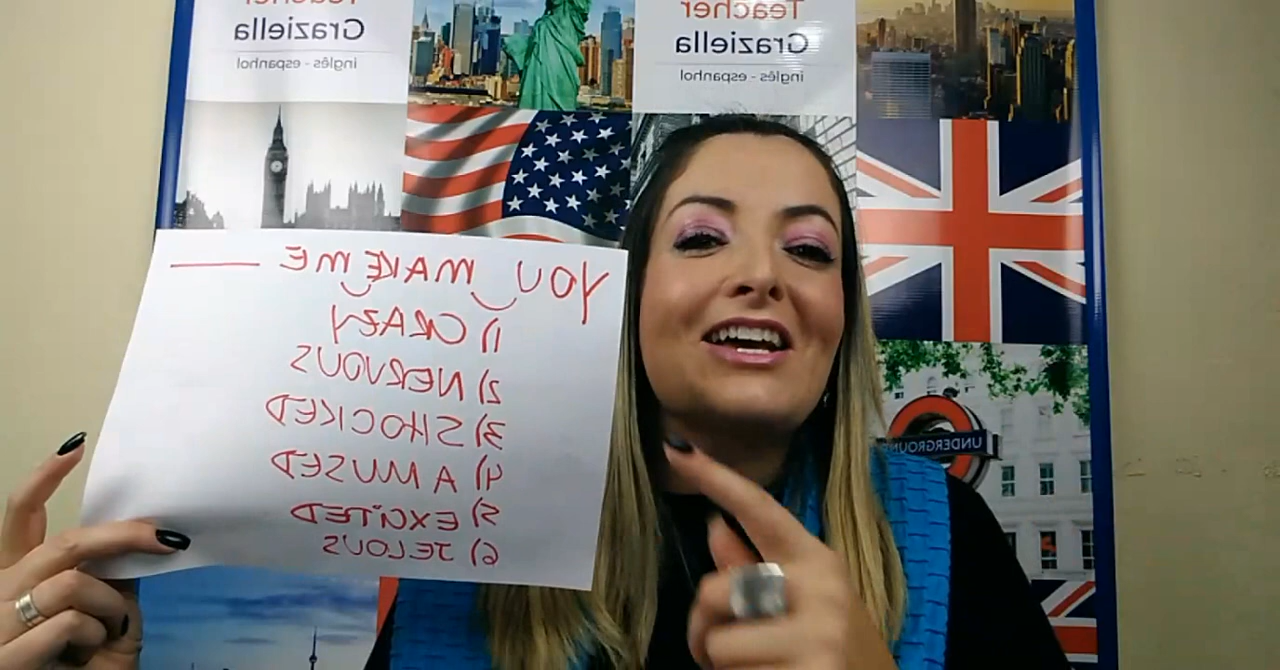 Teacher
Graziella
inglês - espanhol
Teacher
Graziella
inglês - espanhol
YOU MAKE ME ____
1) CRAZY
2) NERVOUS
3) SHOCKED
4) AMUSED
5) EXCITED
6) JELOUS
UNDERGROUND